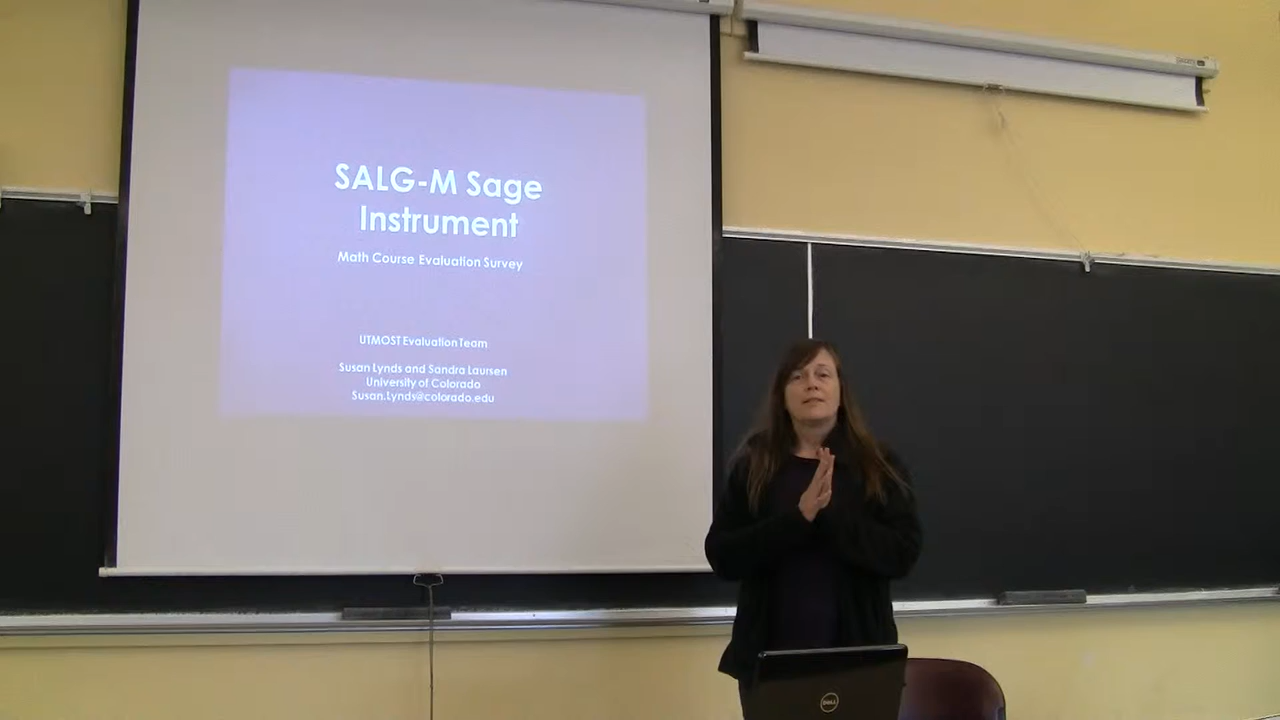 SALG-M Sage
Instrument
Math Course Evaluation Survey
UTMOST Evaluation Team
Susan Lynds and Sandra Laursen
University of Colorado
Susan.Lynds@colorado.edu
DELL